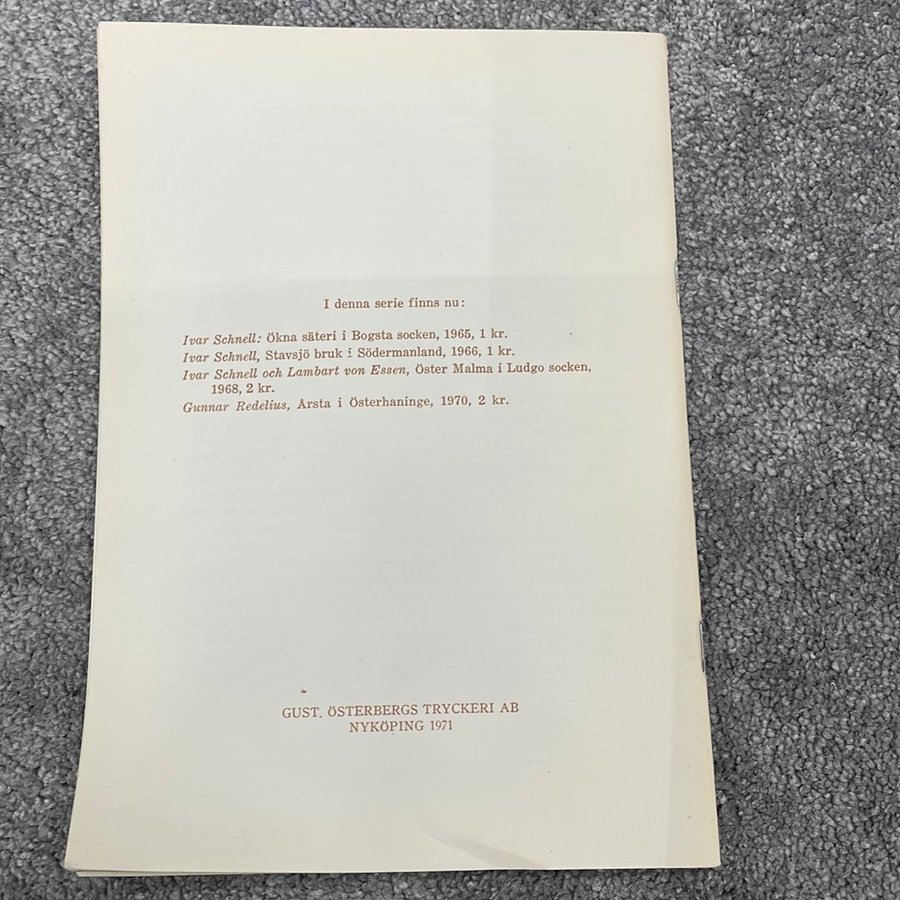 I denna serie finns nu:
Ivar Schnell: Ökna säteri i Bogsta socken, 1965, 1 kr.
Ivar Schnell, Stavsjö bruk i Södermanland, 1966, 1 kr.
Ivar Schnell och Lambart von Essen, Öster Malma i Ludgo socken,
1968, 2 kr.
Gunnar Redelius, Årsta i Österhaninge, 1970, 2 kr.
GUST. ÖSTERBERGS TRYCKERI AB
NYKÖPING 1971